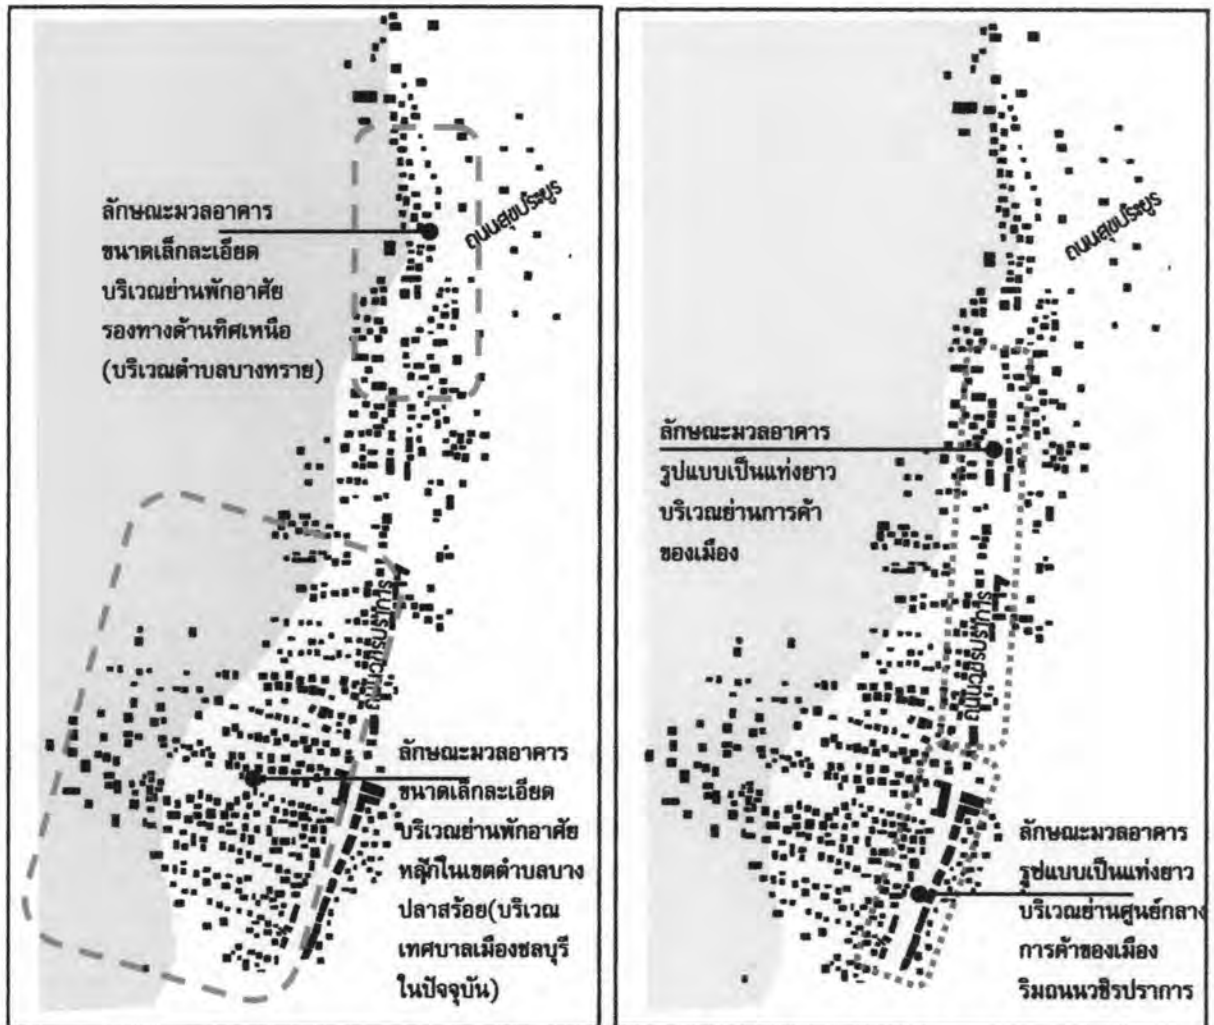 ลักษณะมวลอาคาร
ขนาดเล็กละเอียด
บริเวณย่านพักอาศัย
รองทางด้านทิศเหนือ
(บริเวณตำบลบางทราย)
ถนนสุขประยูร
ถนนวชิรปราการ
ลักษณะมวลอาคาร
ขนาดเล็กละเอียด
บริเวณย่านพักอาศัย
หลักในเขตตำบลบาง
ปลาสร้อย(บริเวณ
เทศบาลเมืองชลบุรี
ในปัจจุบัน)
ถนนสุขประยูร
ลักษณะมวลอาคาร
รูปแบบเป็นแท่งยาว
บริเวณย่านการค้า
ของเมือง
ถนนวชิรปราการ
ลักษณะมวลอาคาร
รูปแบบเป็นแท่งยาว
บริเวณย่านศูนย์กลาง
การค้าของเมือง
ริมถนนวชิรปราการ